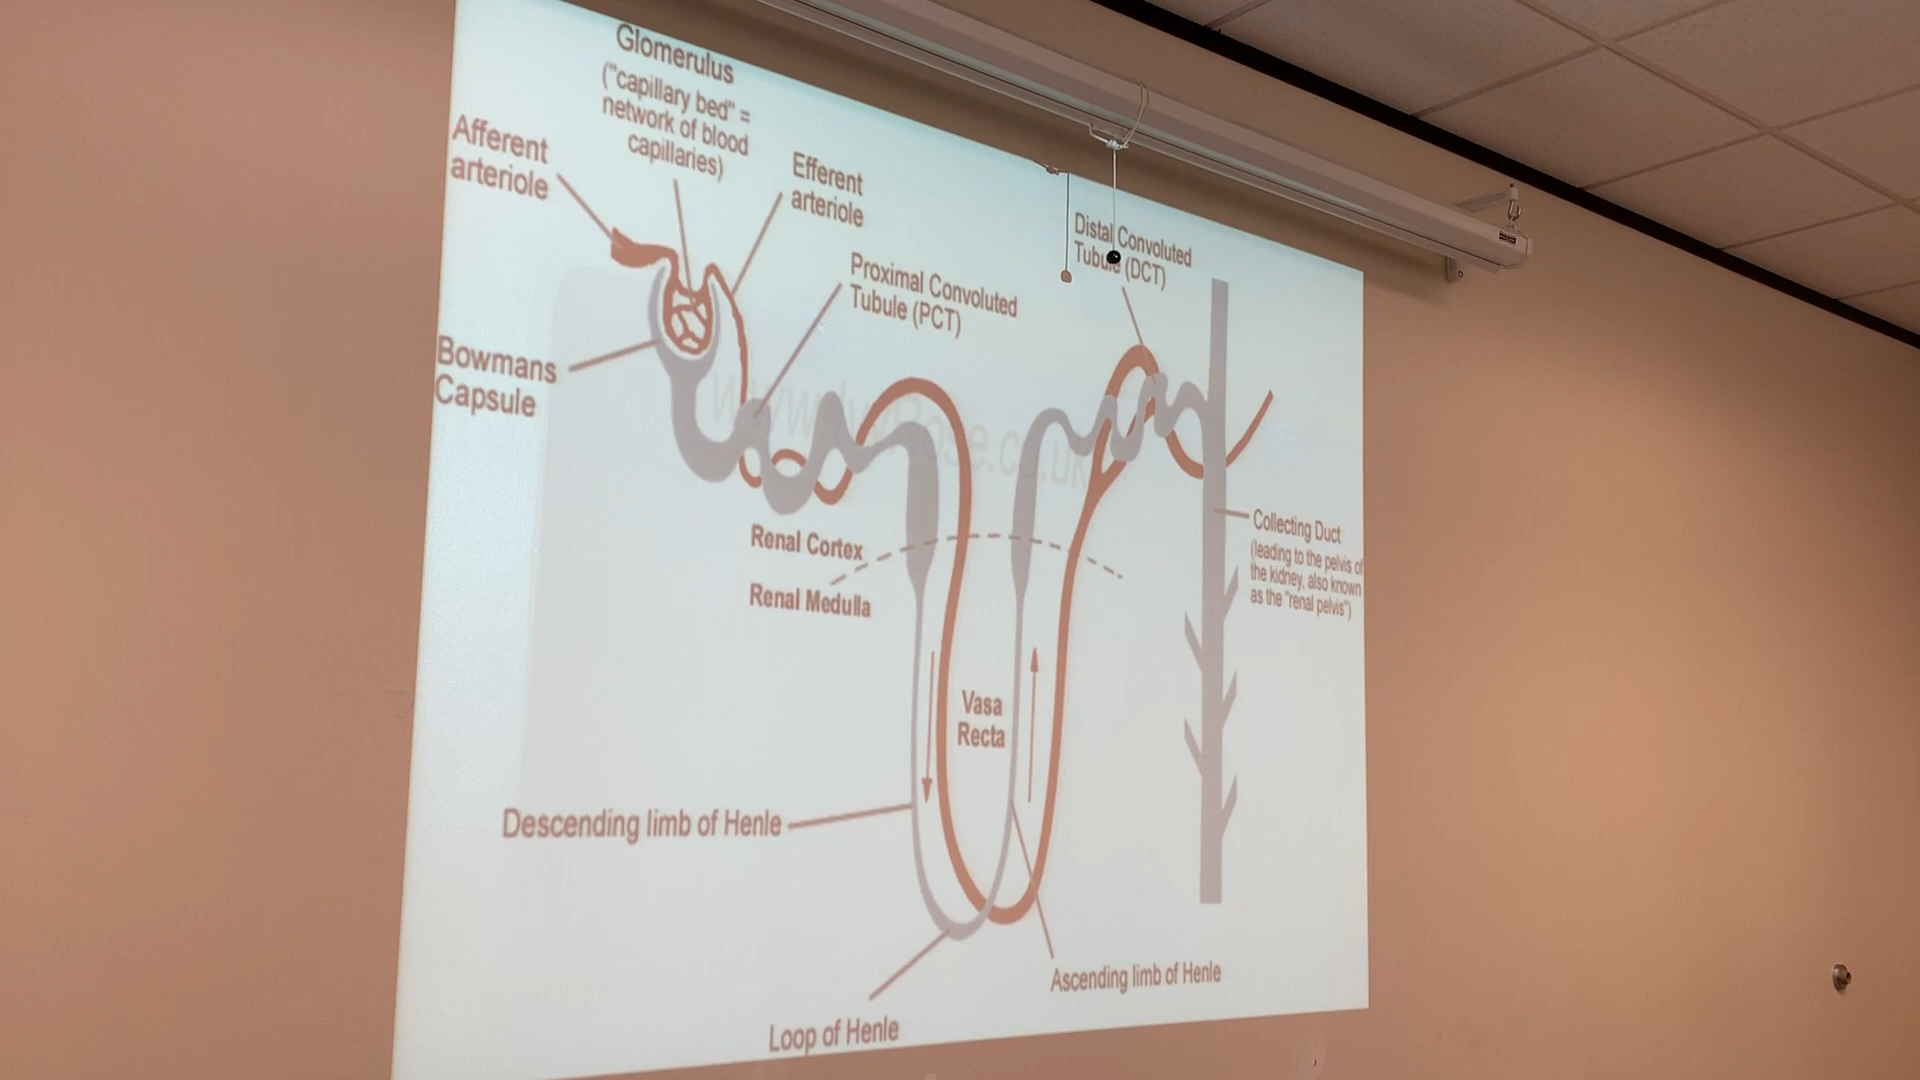 Glomerulus
("capillary bed" =
network of blood
capillaries)
Afferent
arteriole
Efferent
arteriole
Proximal Convoluted
Tubule (PCT)
Distal Convoluted
Tubule (DCT)
Bowmans
Capsule
Renal Cortex
Renal Medulla
Collecting Duct
(leading to the pelvis of
the kidney, also known
as the "renal pelvis")
Vasa
Recta
Descending limb of Henle
Ascending limb of Henle
Loop of Henle